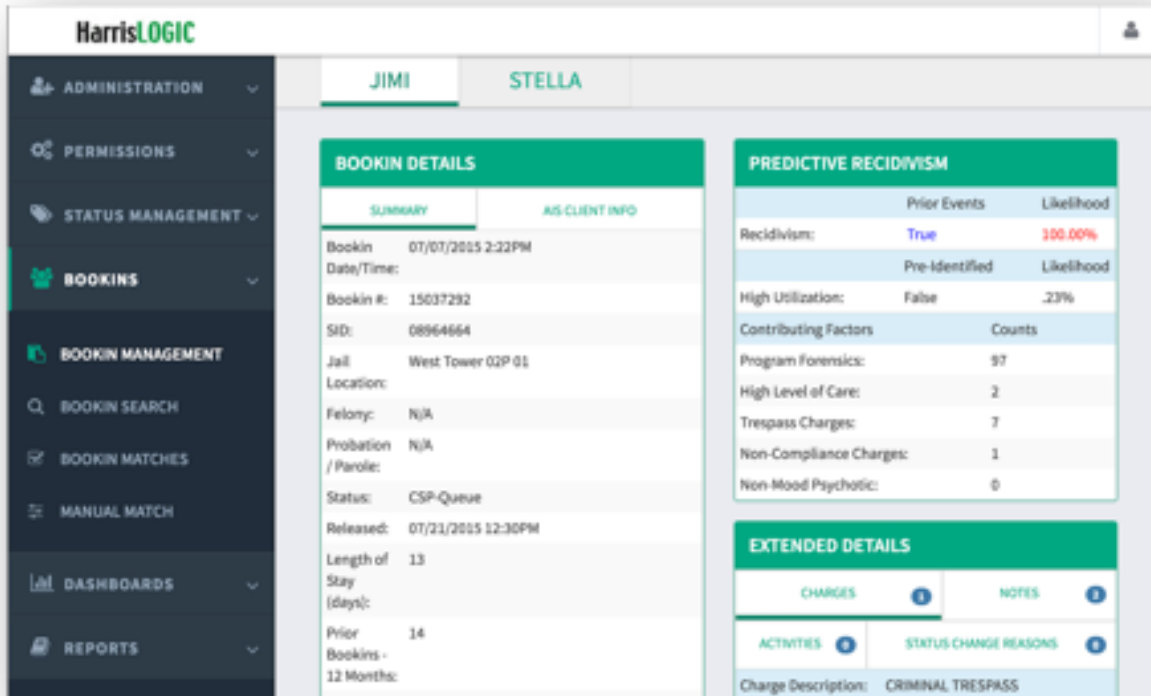 HarrisLOGIC
ADMINISTRATION
PERMISSIONS
STATUS MANAGEMENT
BOOKINS
BOOKIN MANAGEMENT
BOOKIN SEARCH
BOOKIN MATCHES
MANUAL MATCH
DASHBOARDS
REPORTS
JIMI STELLA
BOOKIN DETAILS
SUMMARY AIS CLIENT INFO
Bookin 07/07/2015 2:22PM
Date/Time:
Bookin #: 15037292
SID: 08964664
Jail West Tower 02P 01
Location:
Felony: N/A
Probation N/A
/ Parole:
Status: CSP-Queue
Released: 07/21/2015 12:30PM
Length of 13
Stay
(days):
Prior 14
Bookins -
12 Months:
PREDICTIVE RECIDIVISM
Prior Events Likelihood
Recidivism: True 100.00%
Pre-Identified Likelihood
High Utilization: False .23%
Contributing Factors Counts
Program Forensics: 97
High Level of Care: 2
Trespass Charges: 7
Non-Compliance Charges: 1
Non-Mood Psychotic: 0
EXTENDED DETAILS
CHARGES NOTES
ACTIVITIES STATUS CHANGE REASONS
Charge Description: CRIMINAL TRESPASS